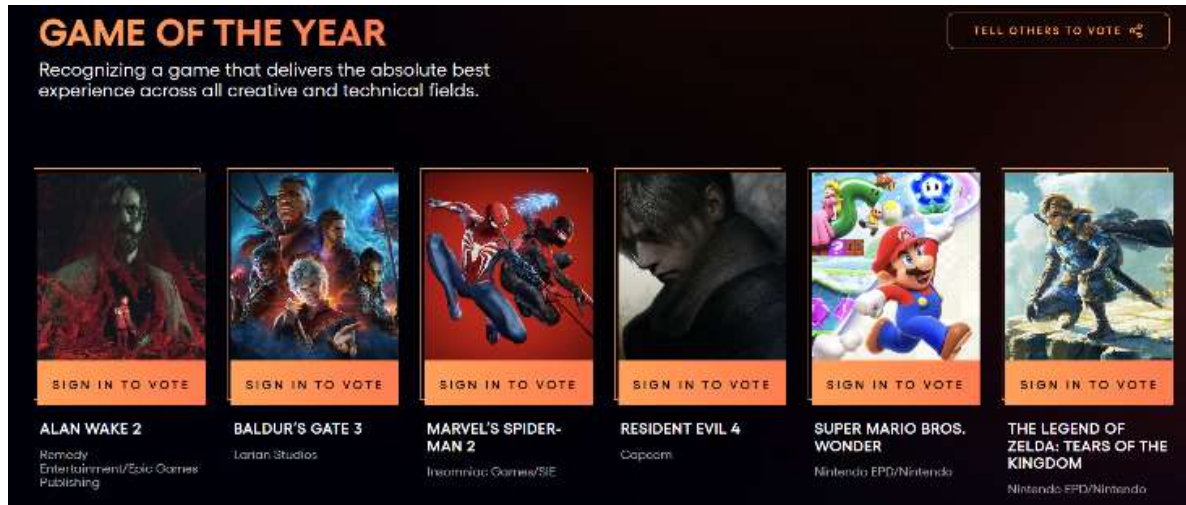 GAME OF THE YEAR
TELL OTHERS TO VOTE
Recognizing a game that delivers the absolute best
experience across all creative and technical fields.
SIGN IN TO VOTE
SIGN IN TO VOTE
SIGN IN TO VOTE
SIGN IN TO VOTE
SIGN IN TO VOTE
SIGN IN TO VOTE
ALAN WAKE 2
Remedy
Entertainment/Epic Games
Publishing
BALDUR'S GATE 3
Larian Studios
MARVEL'S SPIDER-
MAN 2
Insomniac Games/SIE
RESIDENT EVIL 4
Capcom
SUPER MARIO BROS.
WONDER
Nintendo EPD/Nintendo
THE LEGEND OF
ZELDA: TEARS OF THE
KINGDOM
Nintendo EPD/Nintendo